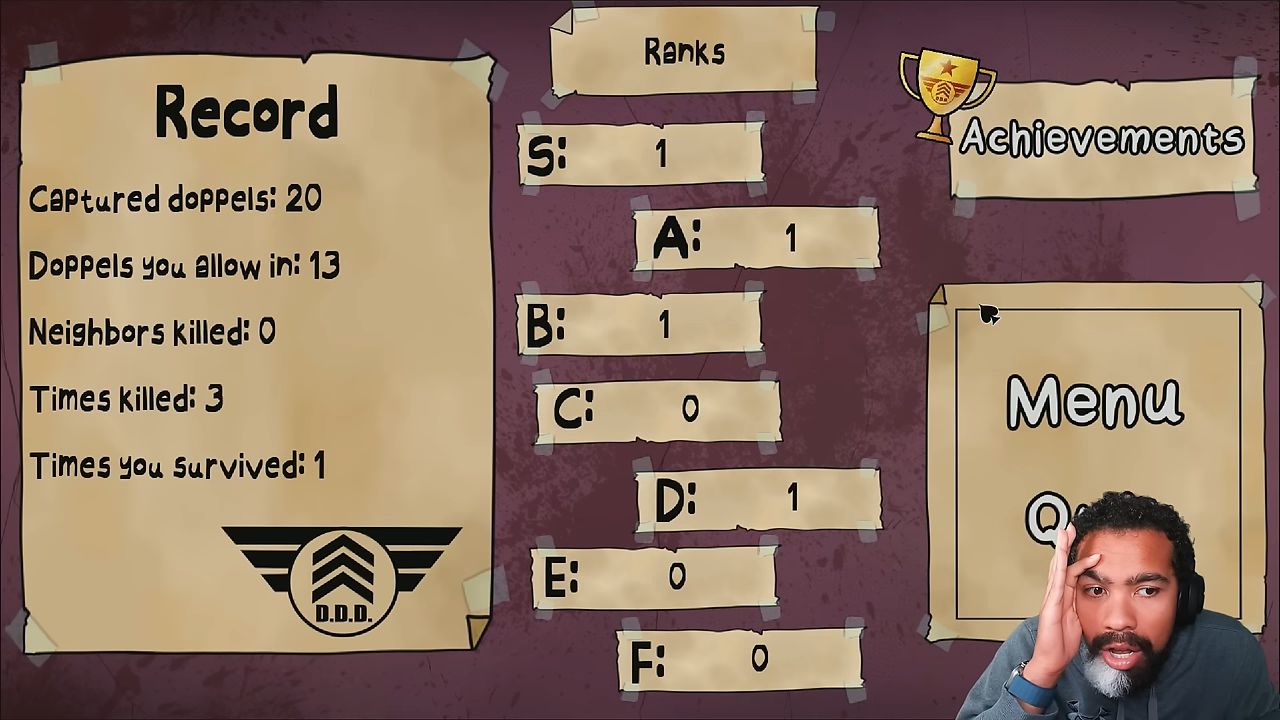 Record
Captured doppels: 20
Doppels you allow in: 13
Neighbors killed: 0
Times killed: 3
Times you survived: 1
D.D.D.
Ranks
S: 1
A: 1
B: 1
C: 0
D: 1
E: 0
F: 0
Achievements
Menu